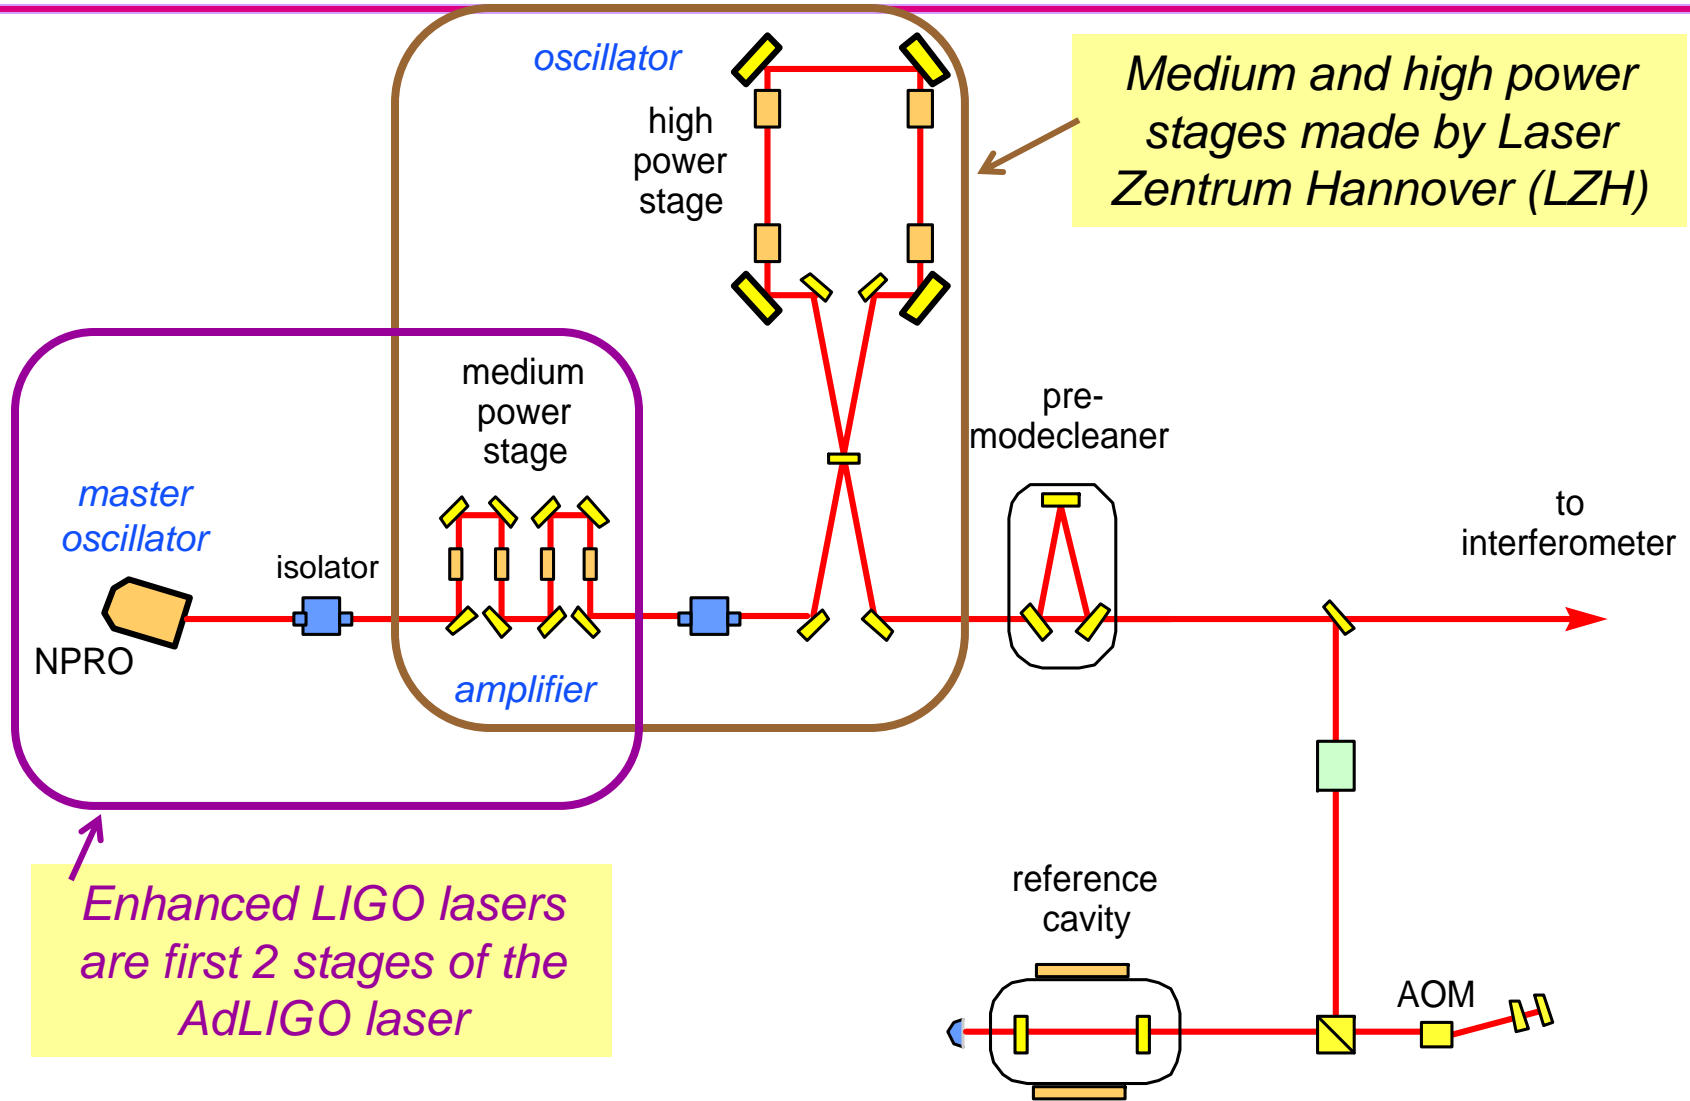 oscillator
high
power
stage
Medium and high power
stages made by Laser
Zentrum Hannover (LZH)
medium
power
stage
pre-
modecleaner
master
oscillator
isolator
to
interferometer
NPRO
amplifier
Enhanced LIGO lasers
are first 2 stages of the
AdLIGO laser
reference
cavity
AOM